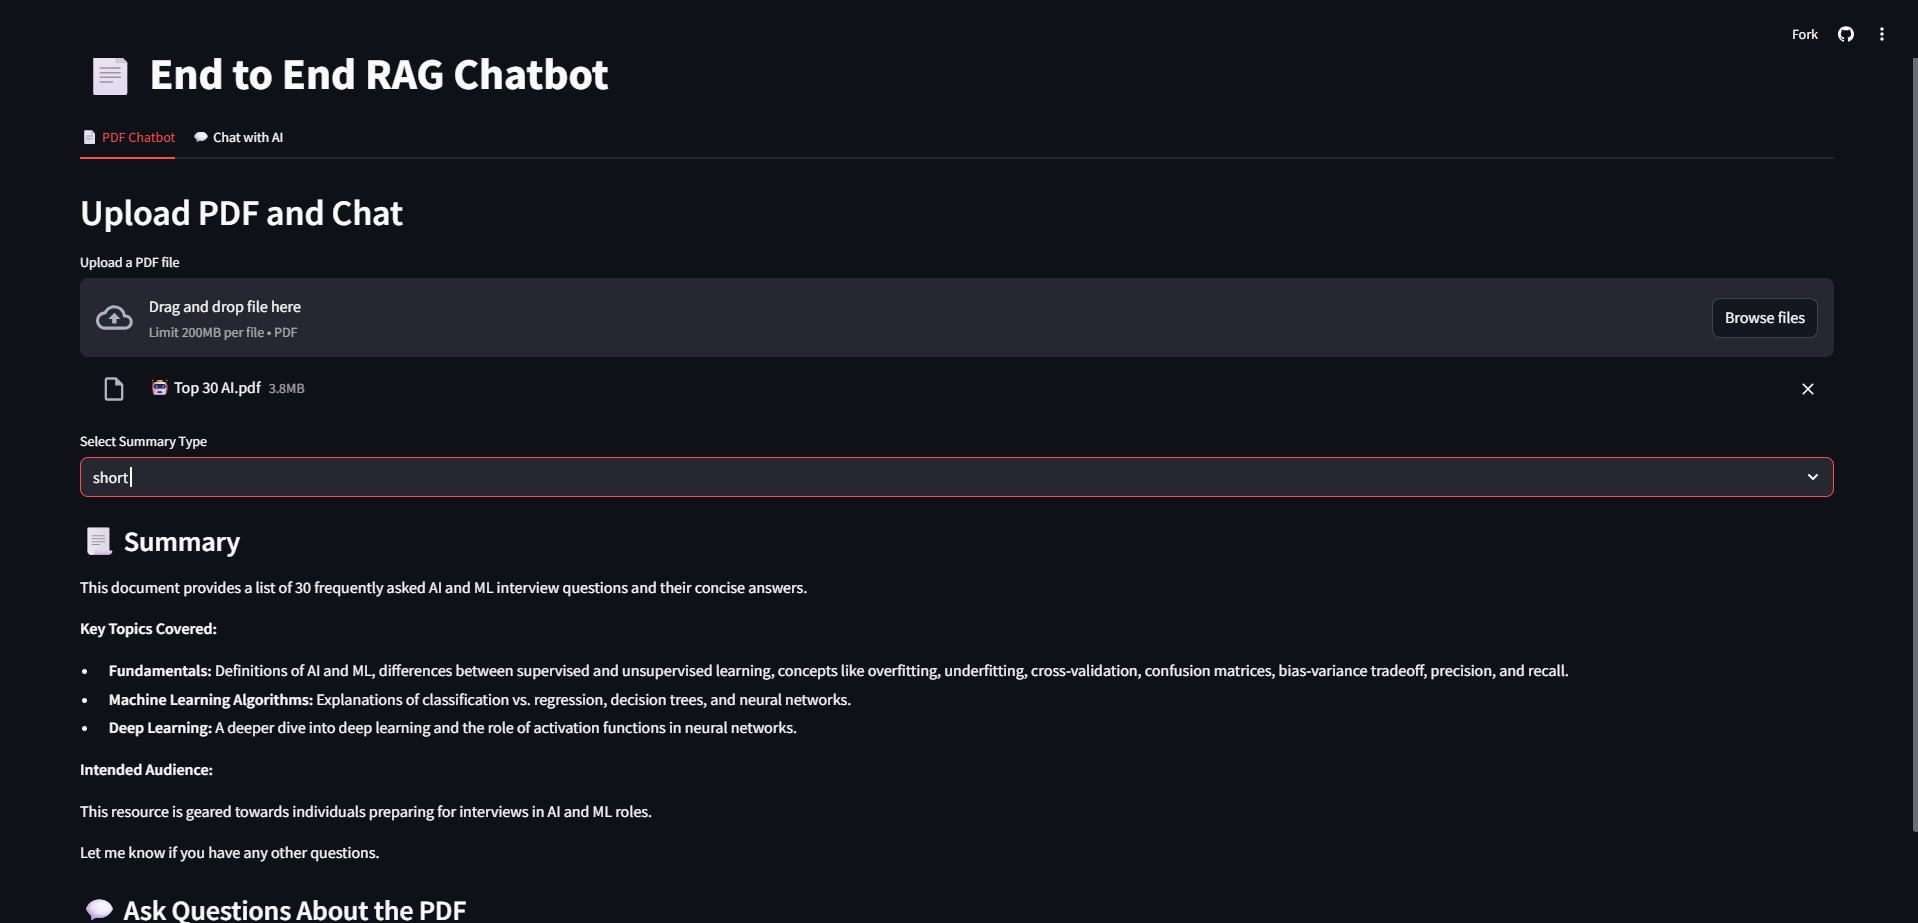 Fork
End to End RAG Chatbot
PDF Chatbot
Chat with AI
Upload PDF and Chat
Upload a PDF file
Drag and drop file here
Limit 200MB per file • PDF
Browse files
Top 30 AI.pdf 3.8MB
Select Summary Type
short
Summary
This document provides a list of 30 frequently asked AI and ML interview questions and their concise answers.
Key Topics Covered:
• Fundamentals: Definitions of AI and ML, differences between supervised and unsupervised learning, concepts like overfitting, underfitting, cross-validation, confusion matrices, bias-variance tradeoff, precision, and recall.
• Machine Learning Algorithms: Explanations of classification vs. regression, decision trees, and neural networks.
• Deep Learning: A deeper dive into deep learning and the role of activation functions in neural networks.
Intended Audience:
This resource is geared towards individuals preparing for interviews in AI and ML roles.
Let me know if you have any other questions.
Ask Questions About the PDF